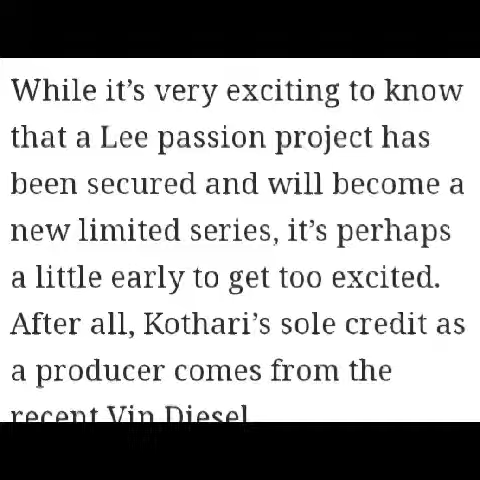 While it’s very exciting to know
that a Lee passion project has
been secured and will become a
new limited series, it’s perhaps
a little early to get too excited.
After all, Kothari’s sole credit as
a producer comes from the
recent Vin Diesel